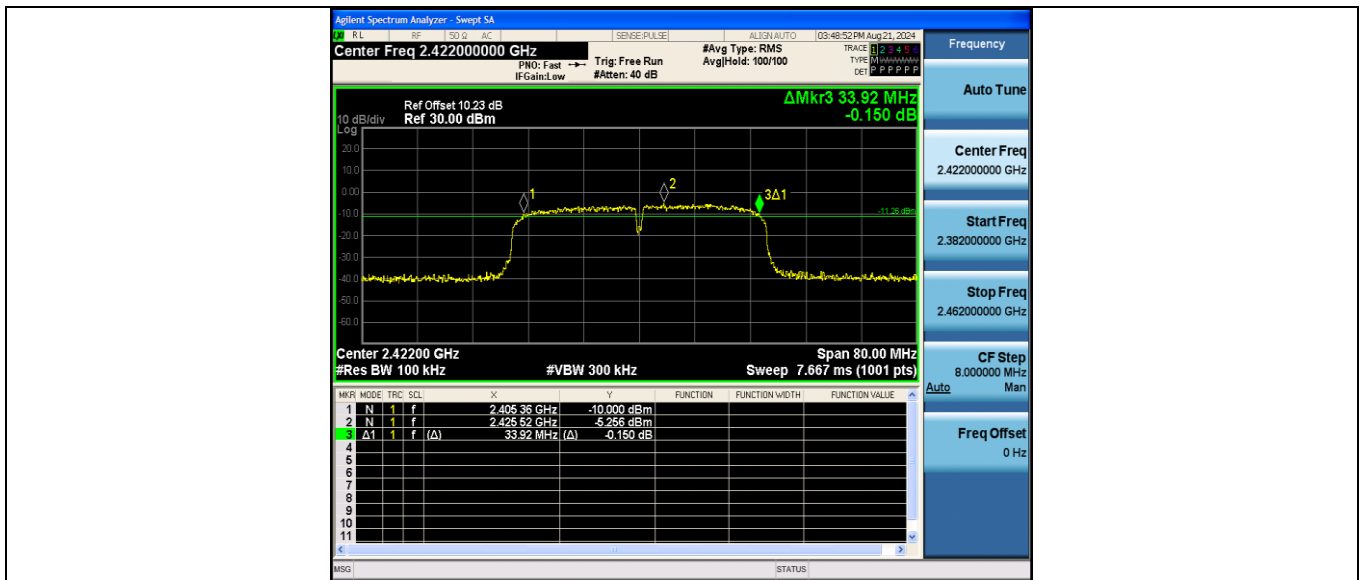 Agilent Spectrum Analyzer - Swept SA
RL RF 50 Ω AC SENSE:PULSE ALIGN AUTO 03:48:52 PM Aug 21, 2024
Center Freq 2.422000000 GHz #Avg Type: RMS TRACE 1 2 3 4 5 6
PNO: Fast Trig: Free Run Avg|Hold: 100/100 TYPE M
IFGain:Low #Atten: 40 dB DET P P P P P P
ΔMkr3 33.92 MHz
-0.150 dB
Ref Offset 10.23 dB
10 dB/div Ref 30.00 dBm
Log
20.0
10.0
0.00
-10.0
-20.0
-30.0
-40.0
-50.0
-60.0
1
2
3Δ1
-11.26 dBm
Center 2.42200 GHz Span 80.00 MHz
#Res BW 100 kHz #VBW 300 kHz Sweep 7.667 ms (1001 pts)
MKR MODE TRC SCL X Y FUNCTION FUNCTION WIDTH FUNCTION VALUE
1 N 1 f 2.405 36 GHz -10.000 dBm
2 N 1 f 2.425 52 GHz -5.256 dBm
3 Δ1 1 f (Δ) 33.92 MHz (Δ) -0.150 dB
4
5
6
7
8
9
10
11
MSG STATUS
Frequency
Auto Tune
Center Freq
2.422000000 GHz
Start Freq
2.382000000 GHz
Stop Freq
2.462000000 GHz
CF Step
8.000000 MHz
Auto Man
Freq Offset
0 Hz